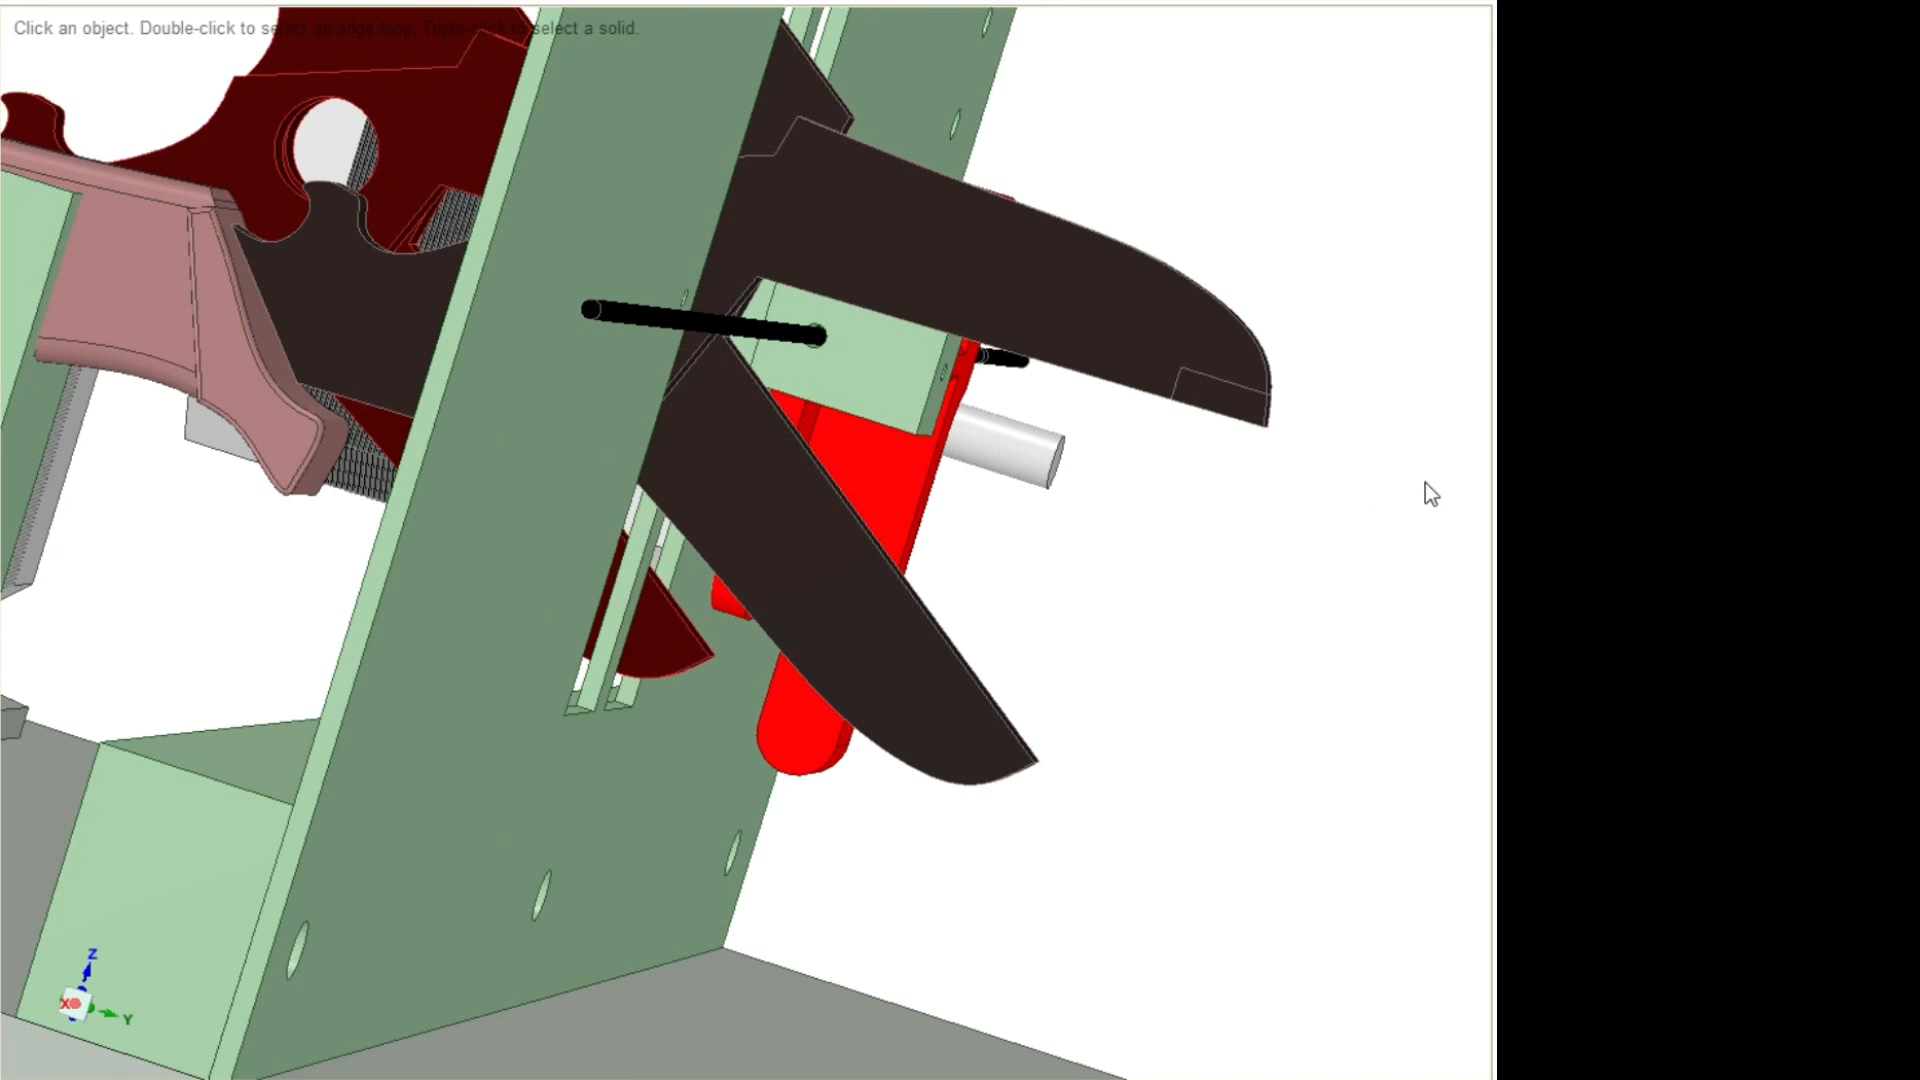 Click an object. Double-click to select an edge loop. Triple-click to select a solid.
Z
X
Y